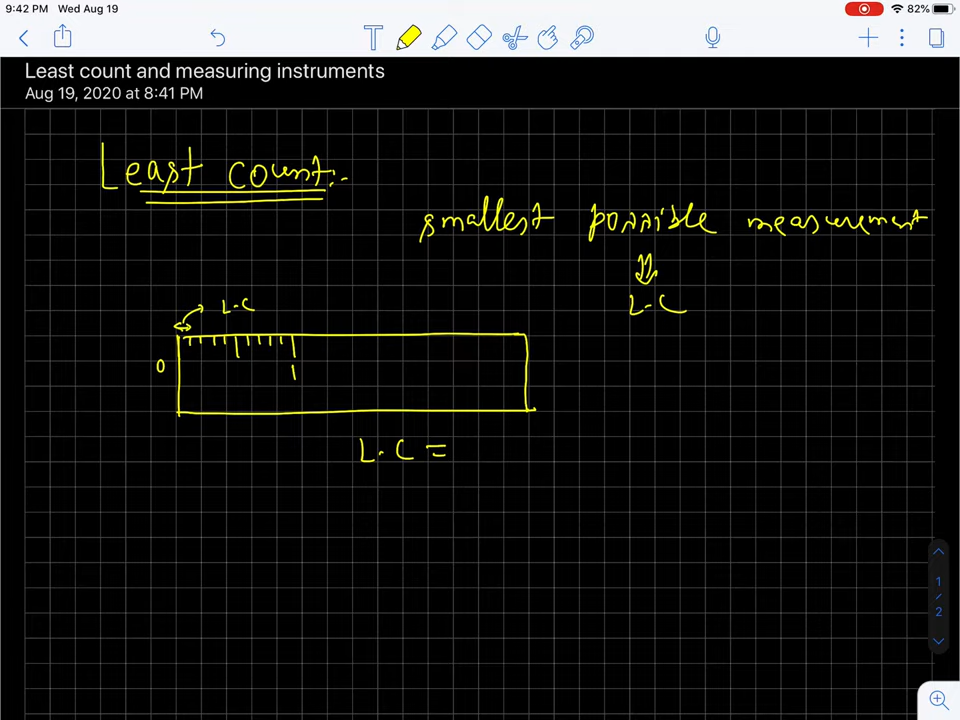 9:42 PM Wed Aug 19
82%
T
Least count and measuring instruments
Aug 19, 2020 at 8:41 PM
Least count:-
smallest possible measurement
L.C
L.C
0
1
L.C =
1
/
2